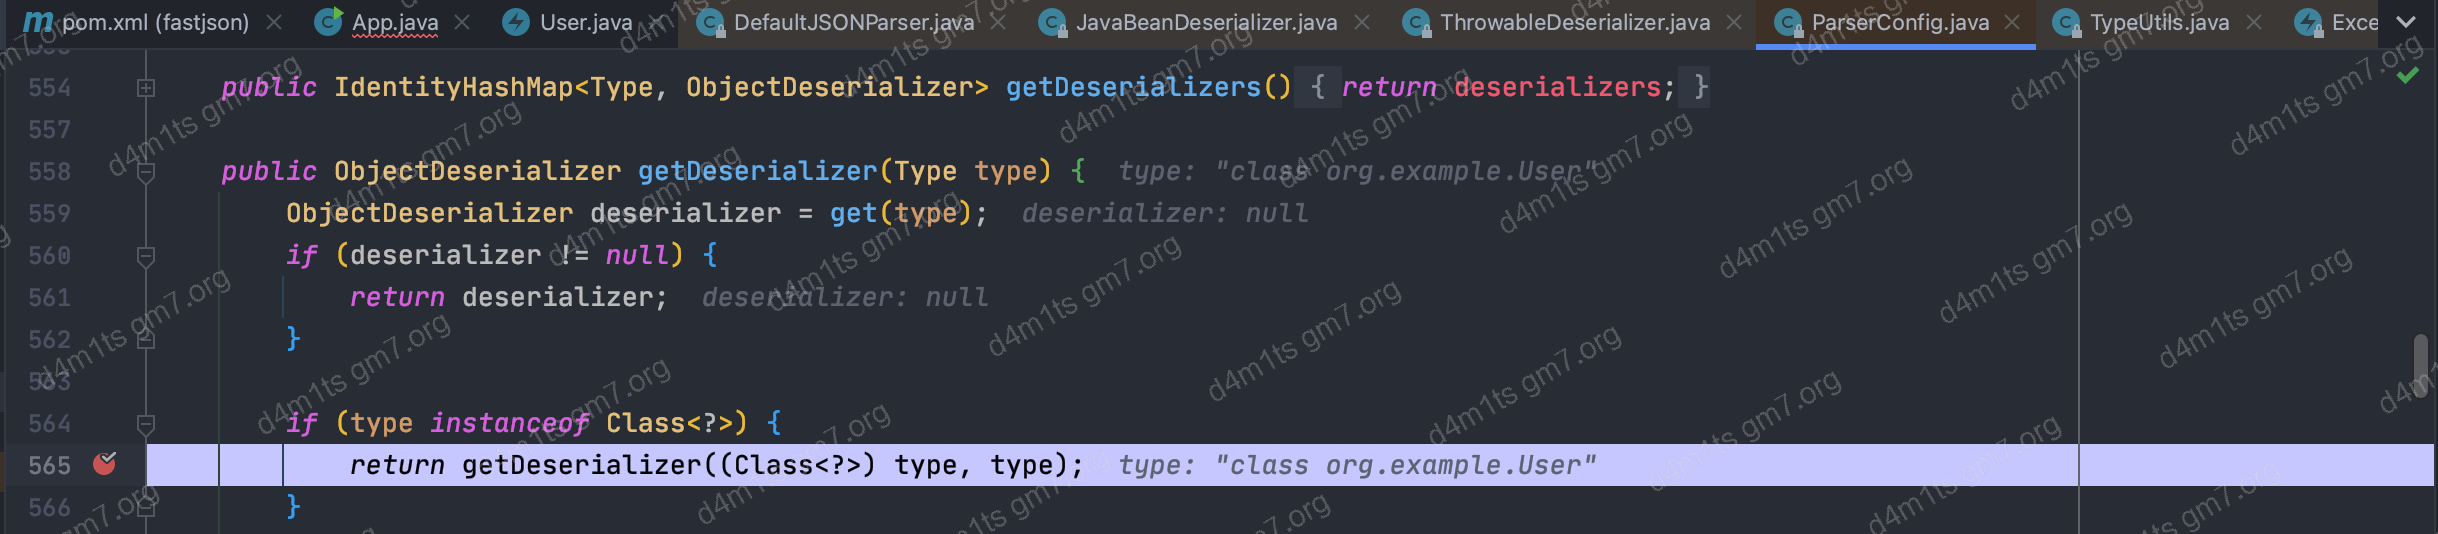 pom.xml (fastjson) App.java User.java DefaultJSONParser.java JavaBeanDeserializer.java ThrowableDeserializer.java ParserConfig.java TypeUtils.java Exce
554 public IdentityHashMap<Type, ObjectDeserializer> getDeserializers() { return deserializers; }
557
558 public ObjectDeserializer getDeserializer(Type type) { type: "class org.example.User"
559 ObjectDeserializer deserializer = get(type); deserializer: null
560 if (deserializer != null) {
561 return deserializer; deserializer: null
562 }
563
564 if (type instanceof Class<?>) {
565 return getDeserializer((Class<?>) type, type); type: "class org.example.User"
566 }
d4m1ts gm7.org